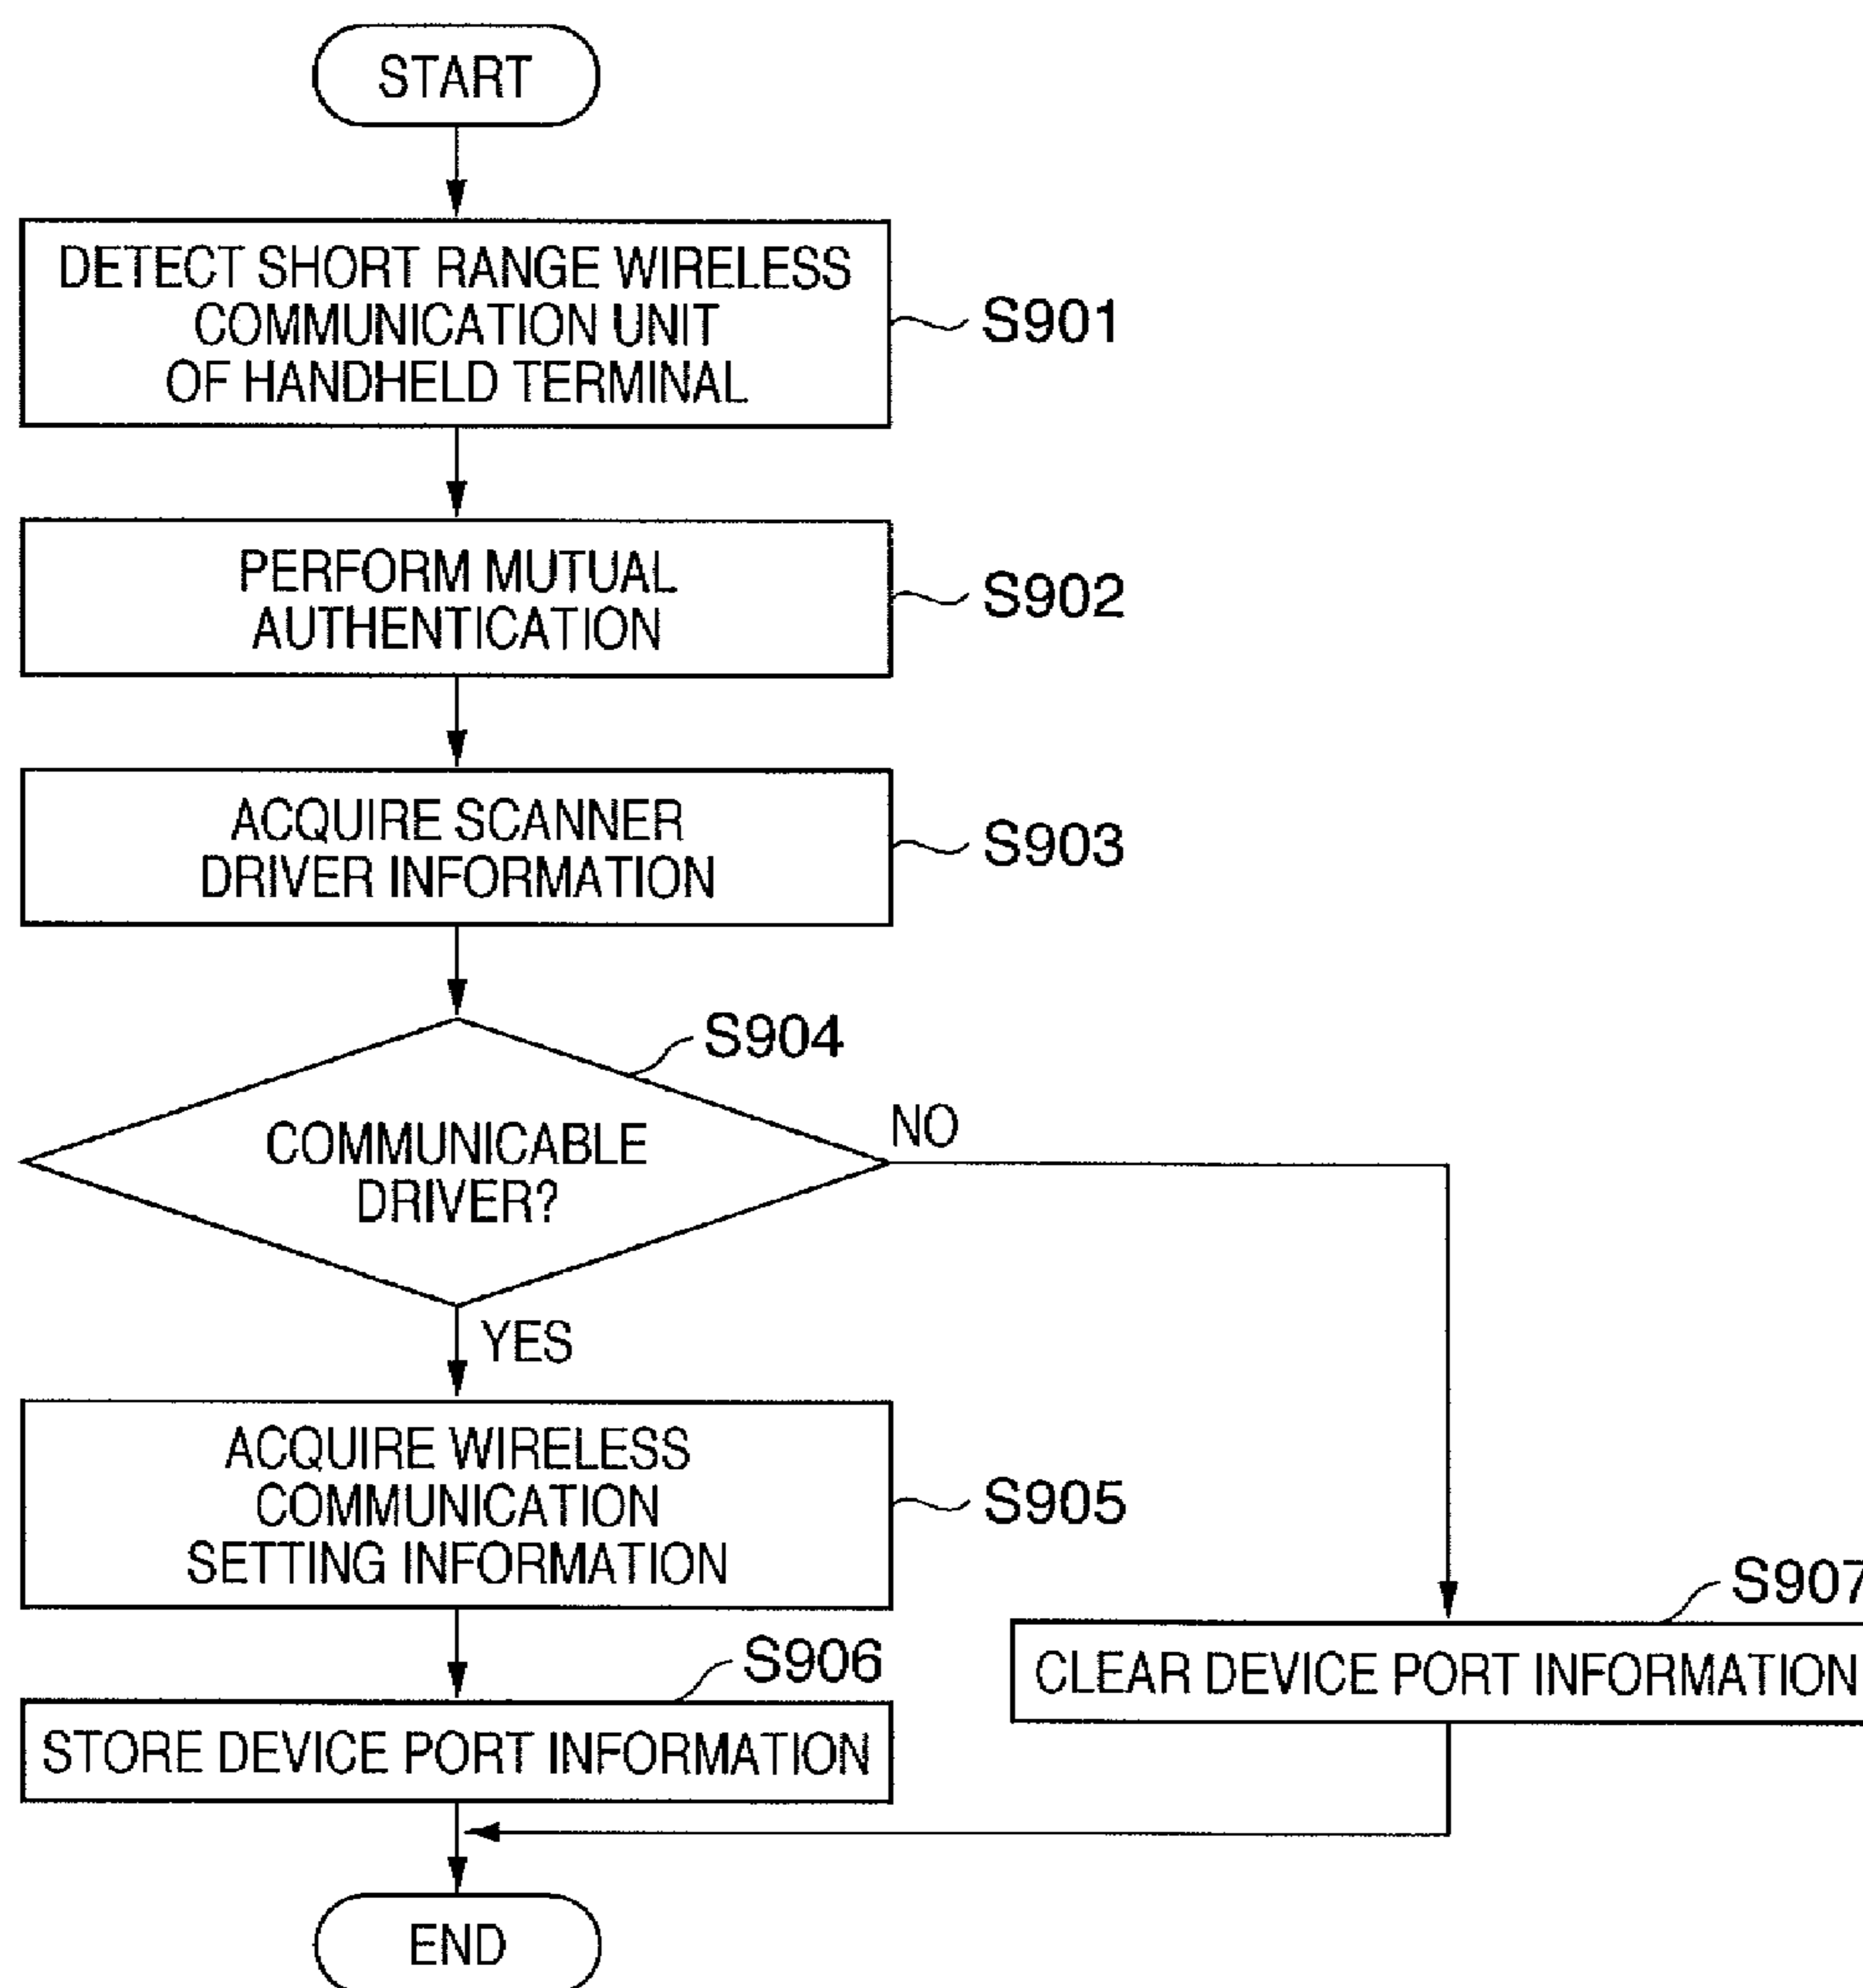 START
DETECT SHORT RANGE WIRELESS
COMMUNICATION UNIT
OF HANDHELD TERMINAL
S901
PERFORM MUTUAL
AUTHENTICATION
S902
ACQUIRE SCANNER
DRIVER INFORMATION
S903
S904
COMMUNICABLE
DRIVER?
NO
YES
ACQUIRE WIRELESS
COMMUNICATION
SETTING INFORMATION
S905
S907
CLEAR DEVICE PORT INFORMATION
S906
STORE DEVICE PORT INFORMATION
END